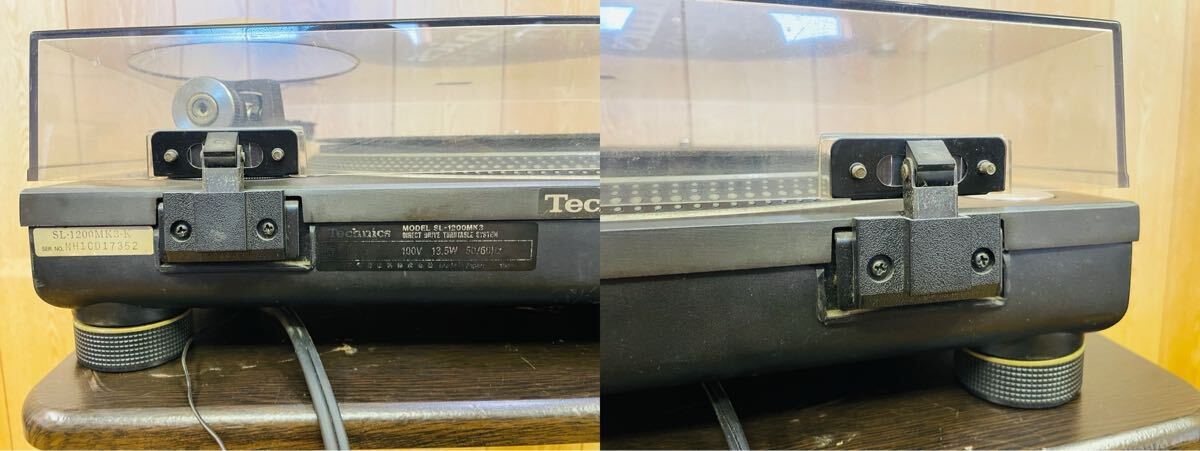 Tec
SL-1200MK3-K
SER. NO. NH1CD17352
Technics
MODEL SL-1200MK3
DIRECT DRIVE TURNTABLE SYSTEM
100V 13.5W 50/60Hz